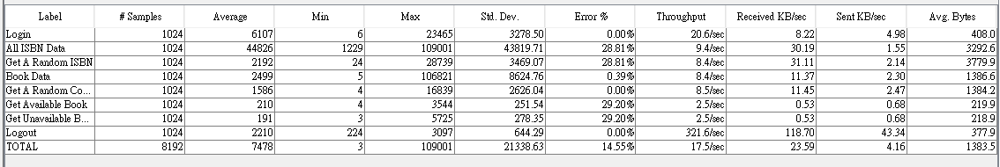 Label # Samples Average Min Max Std. Dev. Error % Throughput Received KB/sec Sent KB/sec Avg. Bytes
Login 1024 6107 6 23465 3278.50 0.00% 20.6/sec 8.22 4.98 408.0
All ISBN Data 1024 44826 1229 109001 43819.71 28.81% 9.4/sec 30.19 1.55 3292.6
Get A Random ISBN 1024 2192 24 28739 3469.07 28.81% 8.4/sec 31.11 2.14 3779.9
Book Data 1024 2499 5 106821 8624.76 0.39% 8.4/sec 11.37 2.30 1386.6
Get A Random Co... 1024 1586 4 16839 2626.04 0.00% 8.5/sec 11.45 2.47 1384.2
Get Available Book 1024 210 4 3544 251.54 29.20% 2.5/sec 0.53 0.68 219.9
Get Unavailable B... 1024 191 3 5725 278.35 29.20% 2.5/sec 0.53 0.68 218.9
Logout 1024 2210 224 3097 644.29 0.00% 321.6/sec 118.70 43.34 377.9
TOTAL 8192 7478 3 109001 21338.63 14.55% 17.5/sec 23.59 4.16 1383.5